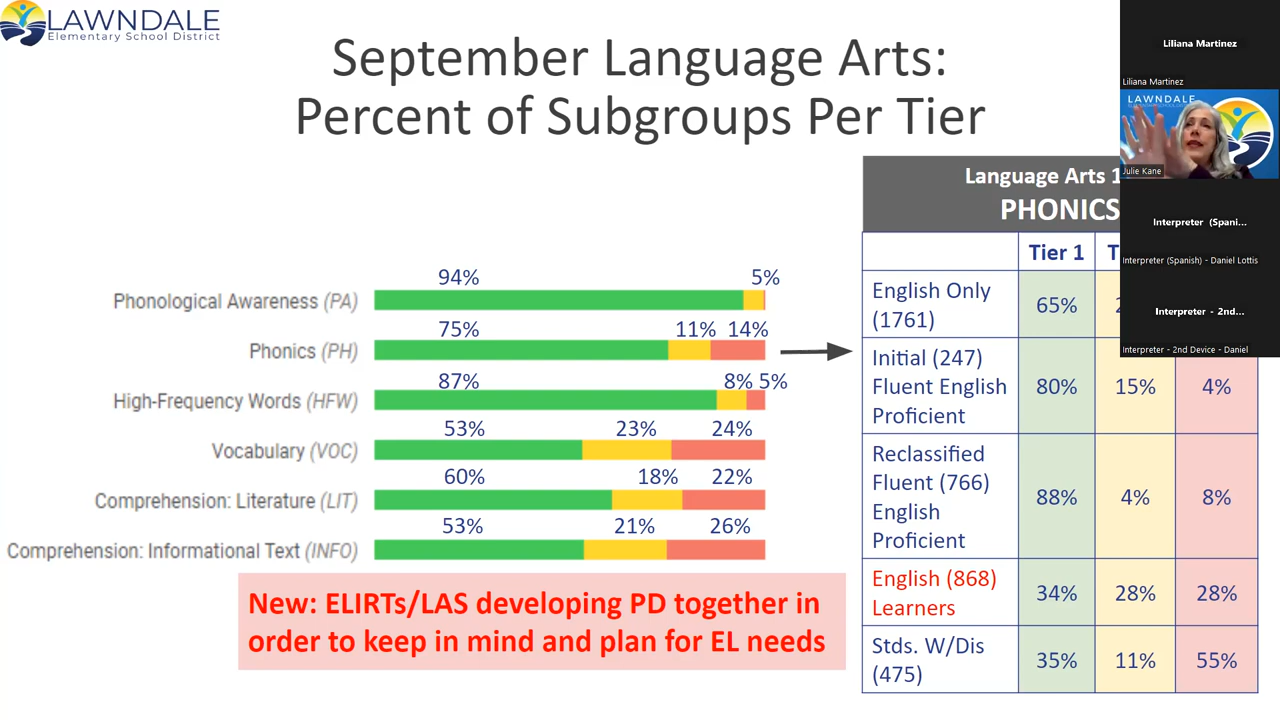 LAWNDALE
Elementary School District
September Language Arts:
Percent of Subgroups Per Tier
94%
5%
Phonological Awareness (PA)
75%
11%
14%
Phonics (PH)
87%
8%
5%
High-Frequency Words (HFW)
53%
23%
24%
Vocabulary (VOC)
60%
18%
22%
Comprehension: Literature (LIT)
53%
21%
26%
Comprehension: Informational Text (INFO)
New: ELIRTs/LAS developing PD together in
order to keep in mind and plan for EL needs
Language Arts 1
PHONICS
Tier 1
English Only
(1761)
65%
Initial (247)
Fluent English
Proficient
80%
15%
4%
Reclassified
Fluent (766)
English
Proficient
88%
4%
8%
English (868)
Learners
34%
28%
28%
Stds. W/Dis
(475)
35%
11%
55%
Liliana Martinez
Liliana Martinez
LAWNDALE
Julie Kane
Interpreter (Spani...
Interpreter (Spanish) - Daniel Lottis
Interpreter - 2nd...
Interpreter - 2nd Device - Daniel